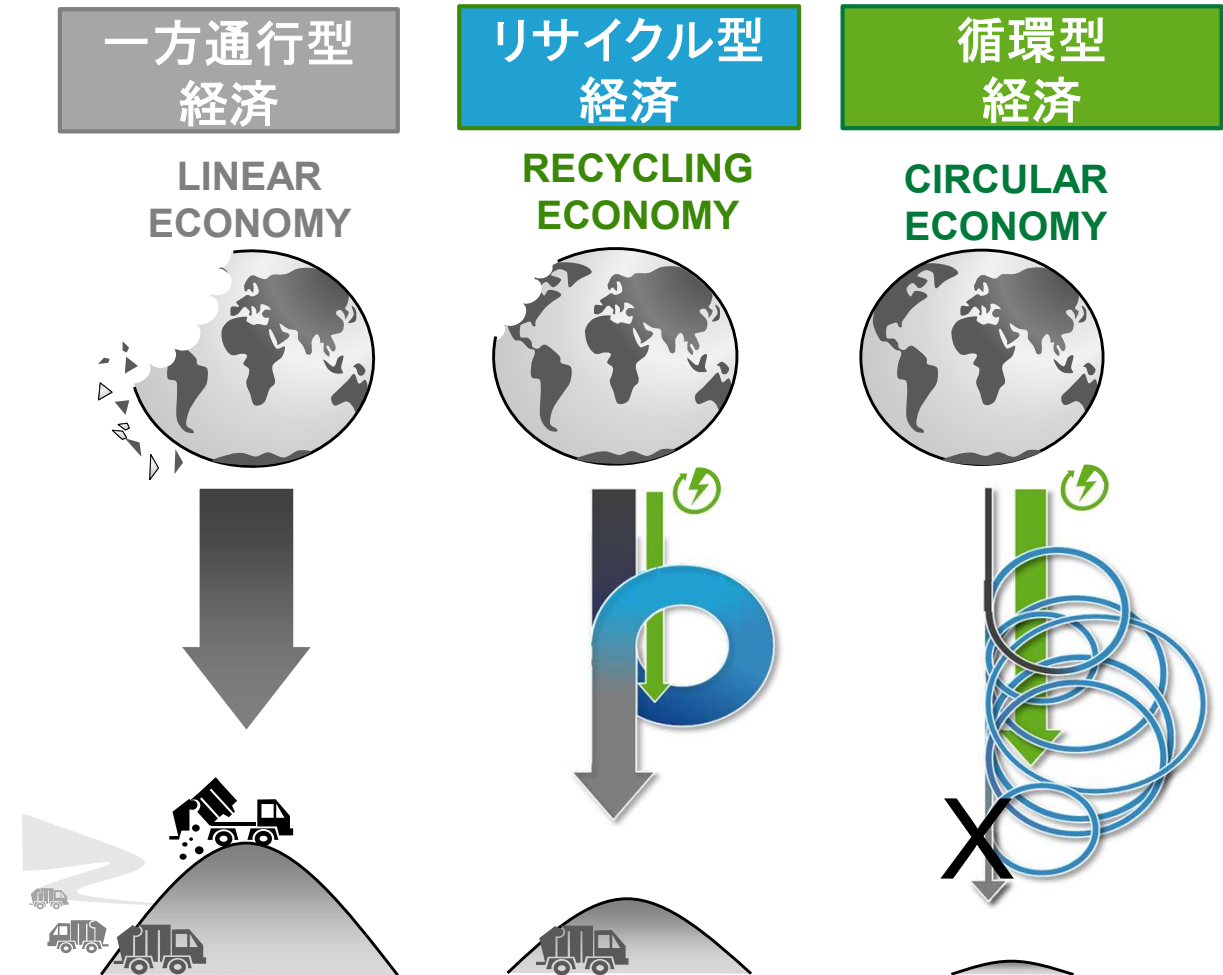 一方通行型
経済
リサイクル型
経済
循環型
経済
LINEAR
ECONOMY
RECYCLING
ECONOMY
CIRCULAR
ECONOMY
X